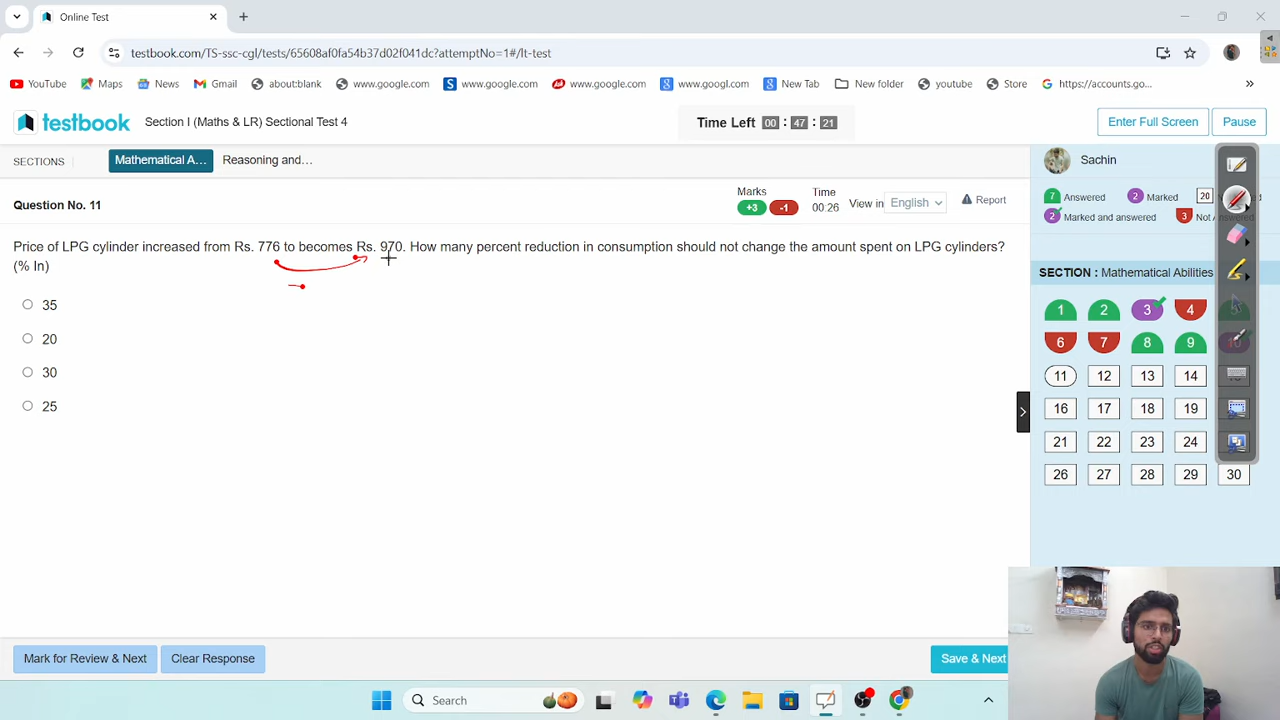 Online Test
testbook.com/TS-ssc-cgl/tests/65608af0fa54b37d02f041dc?attemptNo=1#/lt-test
YouTube Maps News Gmail about:blank www.google.com www.google.com www.google.com www.googl.com New Tab New folder youtube Store https://accounts.go...
testbook Section I (Maths & LR) Sectional Test 4 Time Left 00 : 47 : 21 Enter Full Screen Pause
SECTIONS Mathematical A... Reasoning and... Sachin
Question No. 11 Marks +3 -1 Time 00:26 View in English Report
7 Answered 2 Marked 20
2 Marked and answered 3
Price of LPG cylinder increased from Rs. 776 to becomes Rs. 970. How many percent reduction in consumption should not change the amount spent on LPG cylinders?
(% In)
35
20
30
25
SECTION : Mathematical Abilities
1 2 3 4 5
6 7 8 9 10
11 12 13 14
16 17 18 19
21 22 23 24
26 27 28 29 30
Mark for Review & Next Clear Response Save & Next
Search